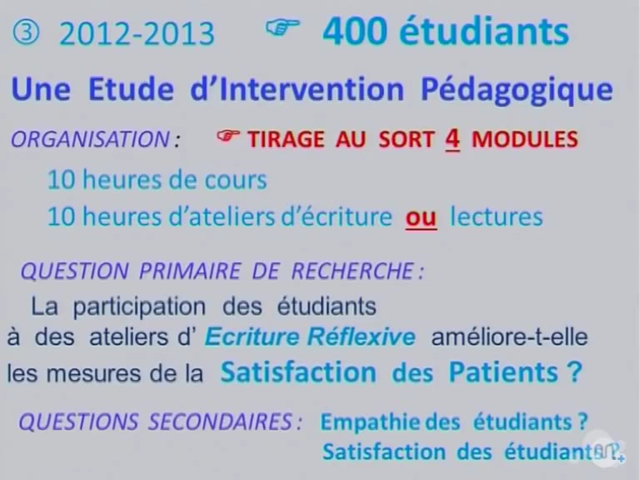 ③ 2012-2013 ☞ 400 étudiants
Une Etude d'Intervention Pédagogique
ORGANISATION : ☞ TIRAGE AU SORT 4 MODULES
10 heures de cours
10 heures d'ateliers d'écriture ou lectures
QUESTION PRIMAIRE DE RECHERCHE :
La participation des étudiants
à des ateliers d' Ecriture Réflexive améliore-t-elle
les mesures de la Satisfaction des Patients ?
QUESTIONS SECONDAIRES : Empathie des étudiants ?
Satisfaction des étudiants ?